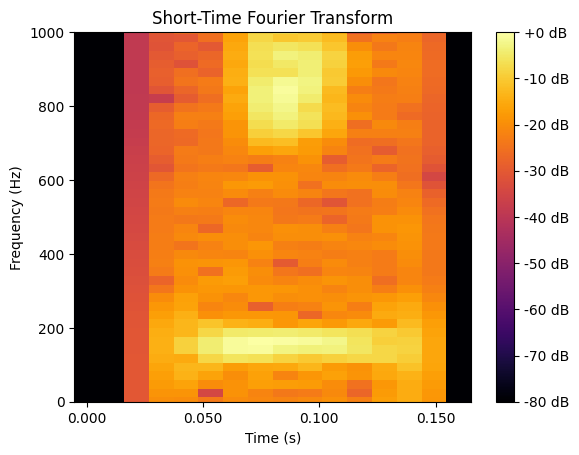 Short-Time Fourier Transform
1000
800
600
400
200
0
Frequency (Hz)
0.000
0.050
0.100
0.150
Time (s)
+0 dB
-10 dB
-20 dB
-30 dB
-40 dB
-50 dB
-60 dB
-70 dB
-80 dB